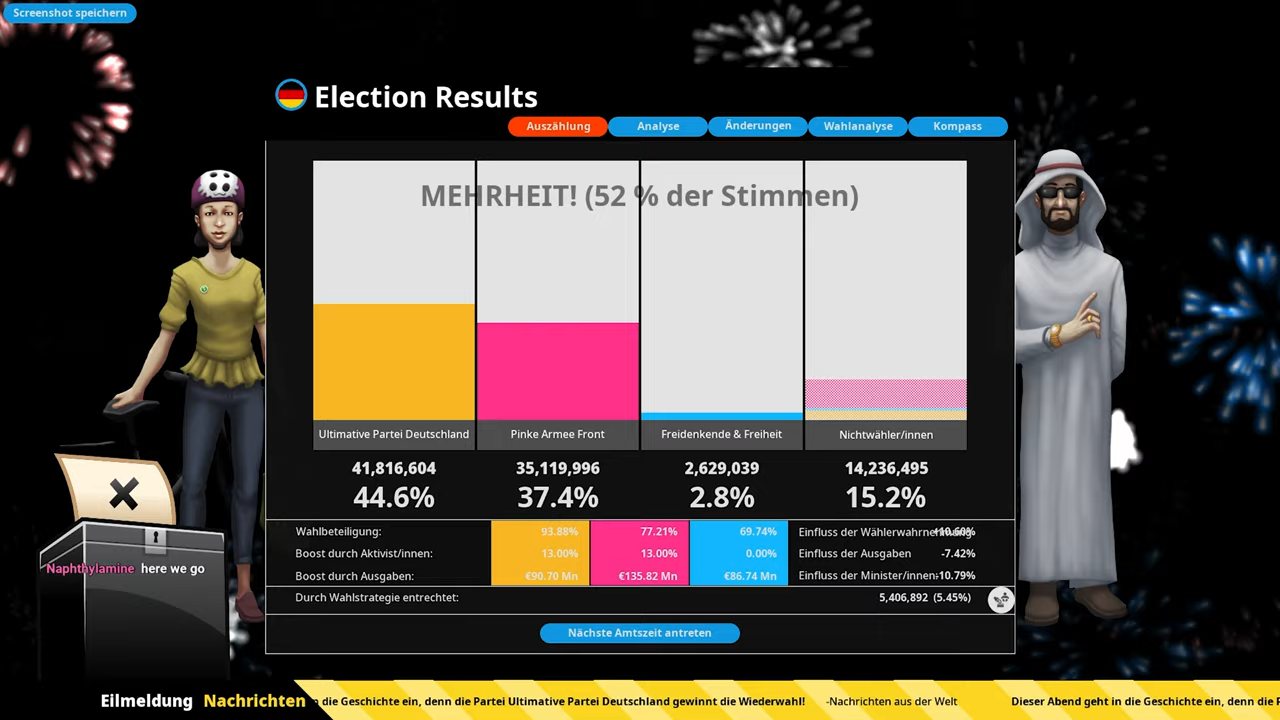 Screenshot speichern
Election Results
Auszählung Analyse Änderungen Wahlanalyse Kompass
MEHRHEIT! (52 % der Stimmen)
Ultimative Partei Deutschland Pinke Armee Front Freidenkende & Freiheit Nichtwähler/innen
41,816,604 35,119,996 2,629,039 14,236,495
44.6% 37.4% 2.8% 15.2%
Wahlbeteiligung: 93.88% 77.21% 69.74% Einfluss der
Boost durch Aktivist/innen: 13.00% 13.00% 0.00% Einfluss der Ausgaben -7.42%
Boost durch Ausgaben: €90.70 Mn €135.82 Mn €86.74 Mn Einfluss der Minister/innen: -10.79%
Durch Wahlstrategie entrechtet: 5,406,892 (5.45%)
Nächste Amtszeit antreten
Naphthylamine here we go
Eilmeldung Nachrichten in die Geschichte ein, denn die Partei Ultimative Partei Deutschland gewinnt die Wiederwahl! -Nachrichten aus der Welt Dieser Abend geht in die Geschichte ein, denn die